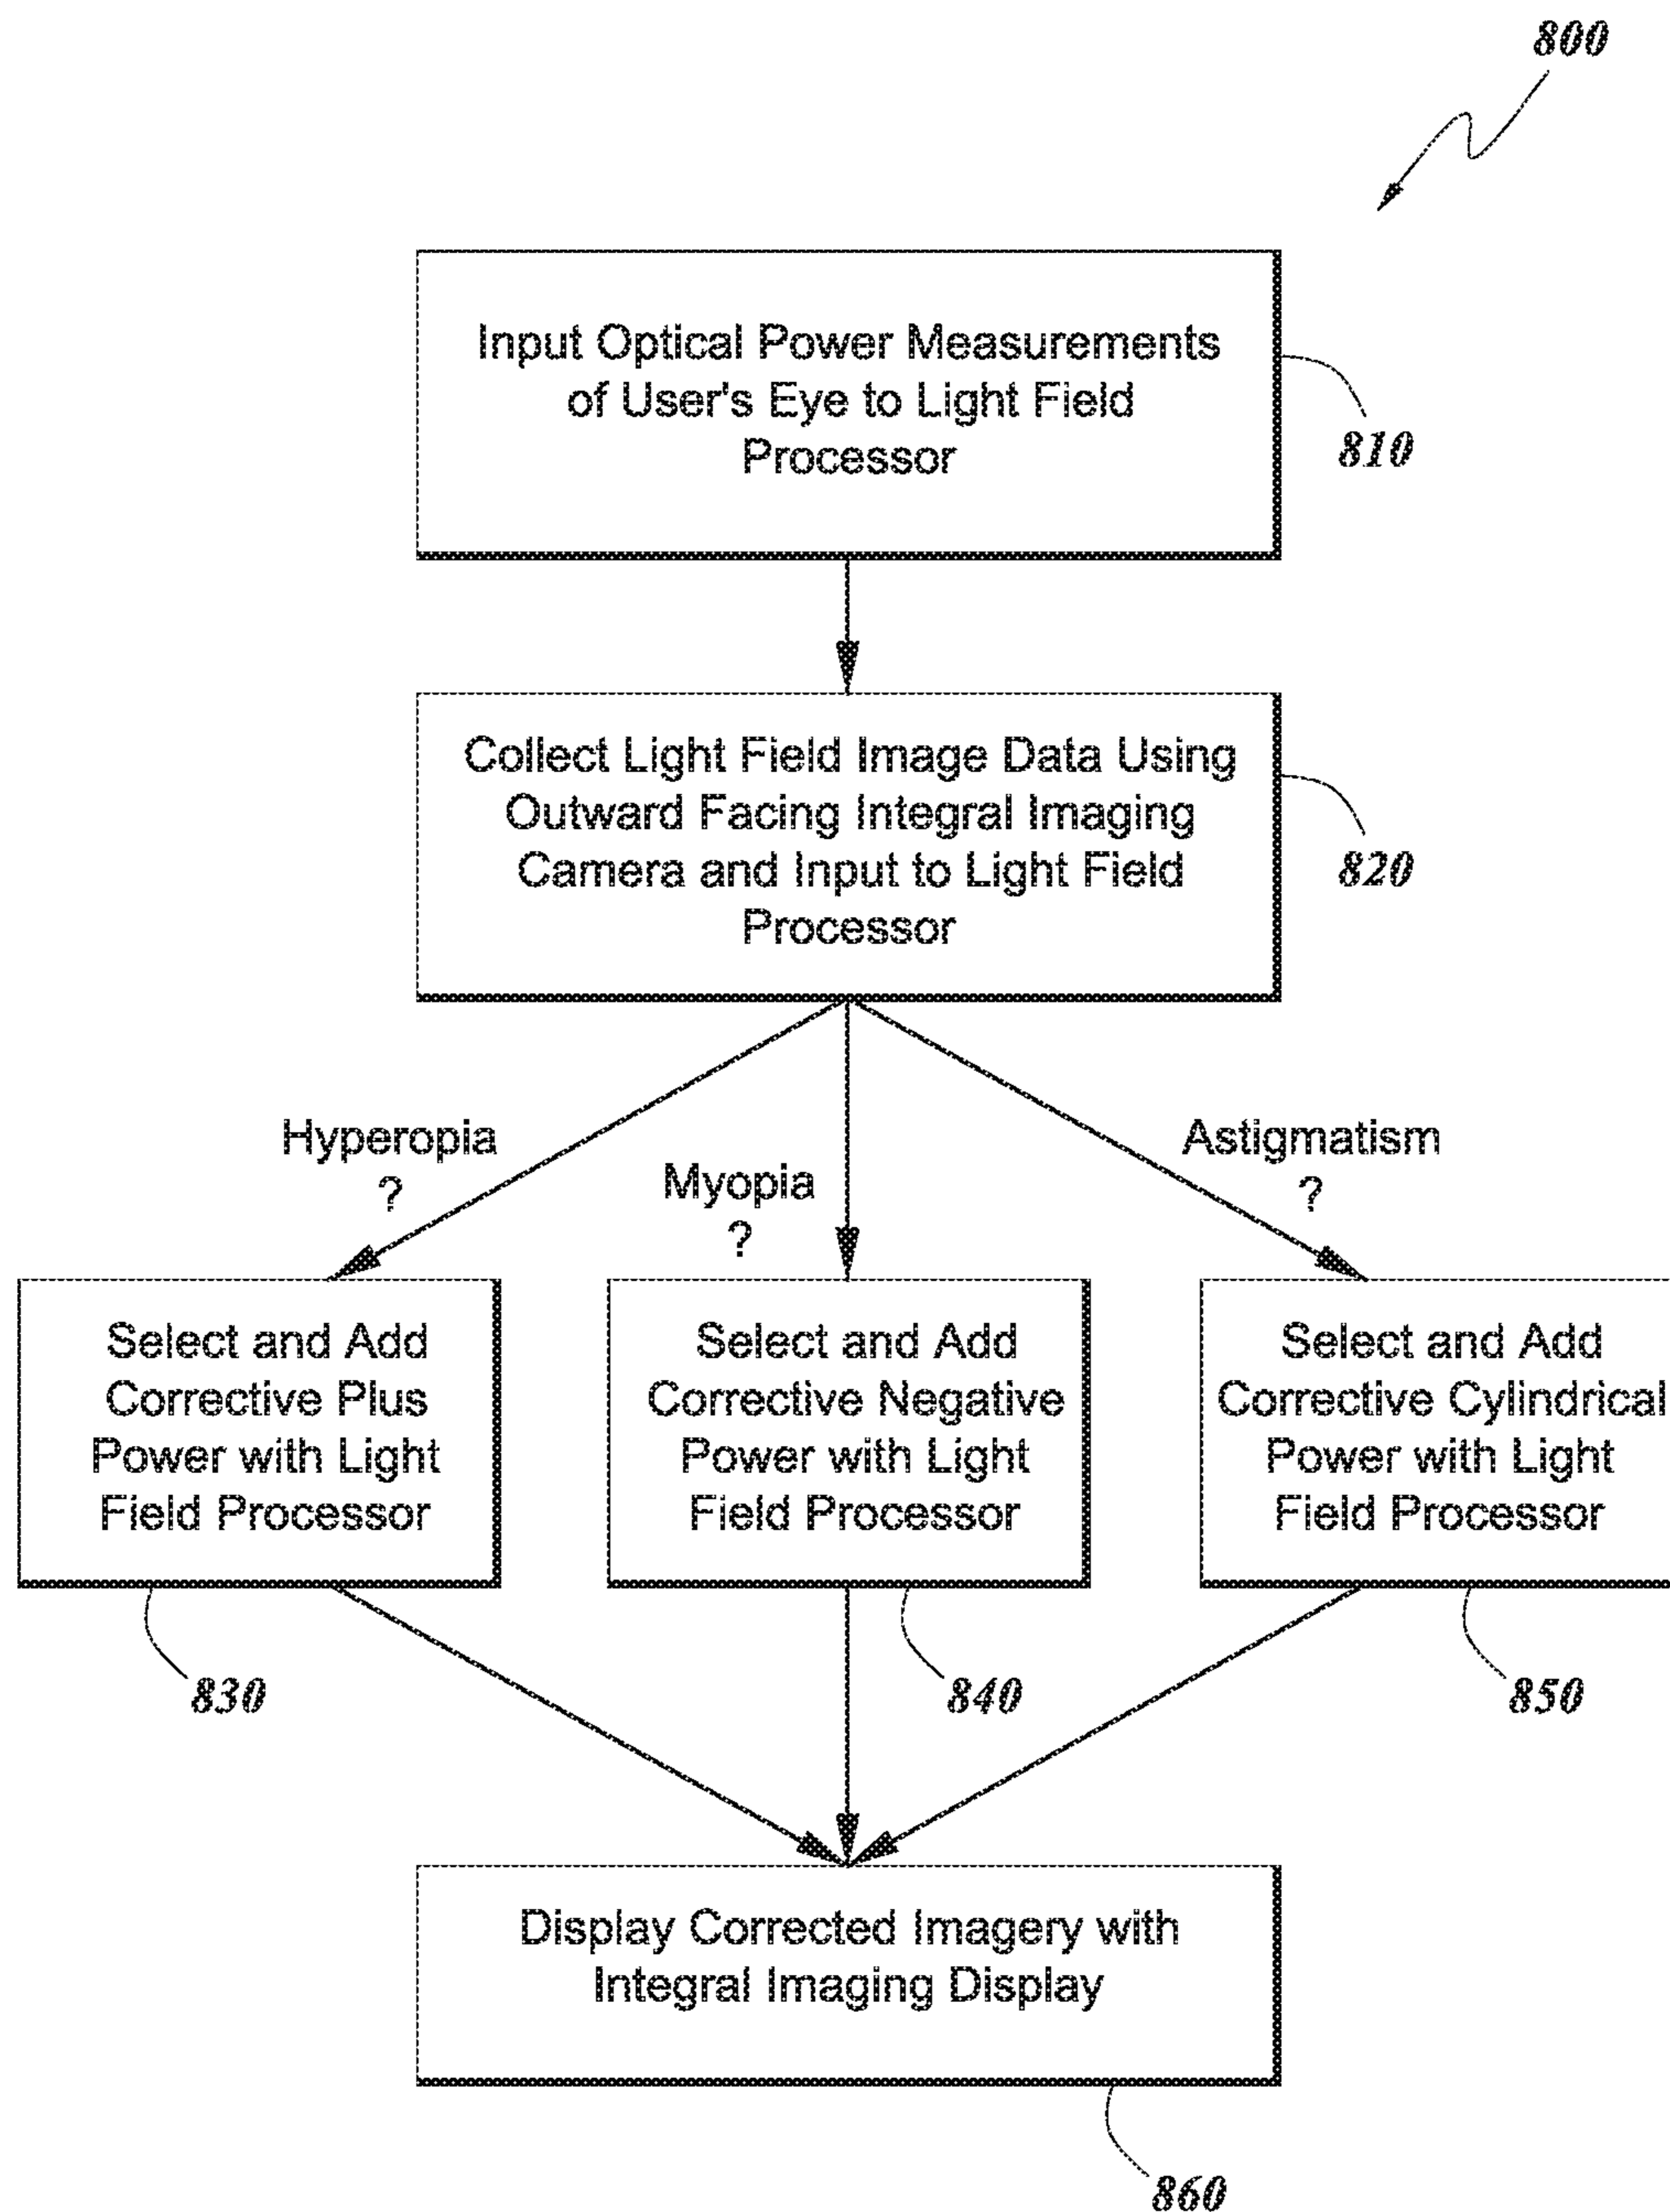 800
Input Optical Power Measurements
of User's Eye to Light Field
Processor
810
Collect Light Field Image Data Using
Outward Facing Integral Imaging
Camera and Input to Light Field
Processor
820
Hyperopia
?
Myopia
?
Astigmatism
?
Select and Add
Corrective Plus
Power with Light
Field Processor
830
Select and Add
Corrective Negative
Power with Light
Field Processor
840
Select and Add
Corrective Cylindrical
Power with Light
Field Processor
850
Display Corrected Imagery with
Integral Imaging Display
860